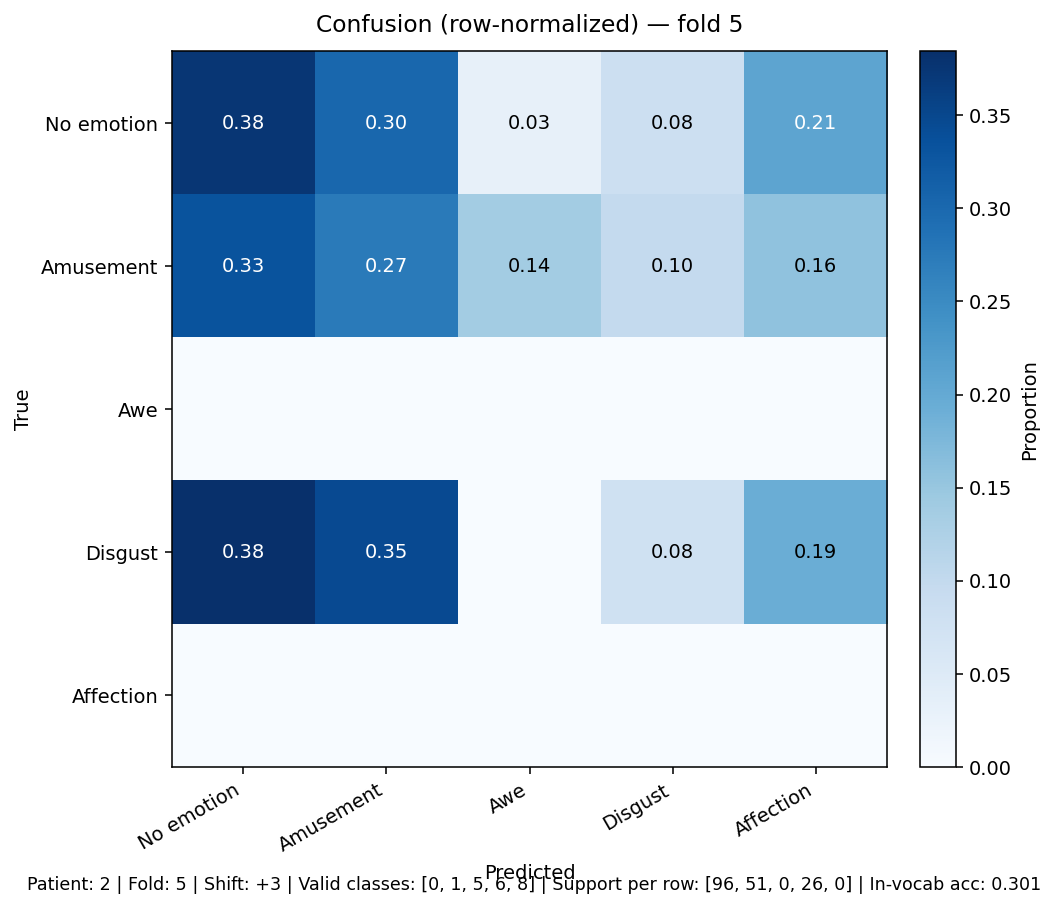 Confusion (row-normalized) — fold 5
No emotion 0.38 0.30 0.03 0.08 0.21
Amusement 0.33 0.27 0.14 0.10 0.16
Awe
Disgust 0.38 0.35 0.08 0.19
Affection
True
No emotion Amusement Awe Disgust Affection
Predicted
0.35
0.30
0.25
0.20
0.15
0.10
0.05
0.00
Proportion
Patient: 2 | Fold: 5 | Shift: +3 | Valid classes: [0, 1, 5, 6, 8] | Support per row: [96, 51, 0, 26, 0] | In-vocab acc: 0.301